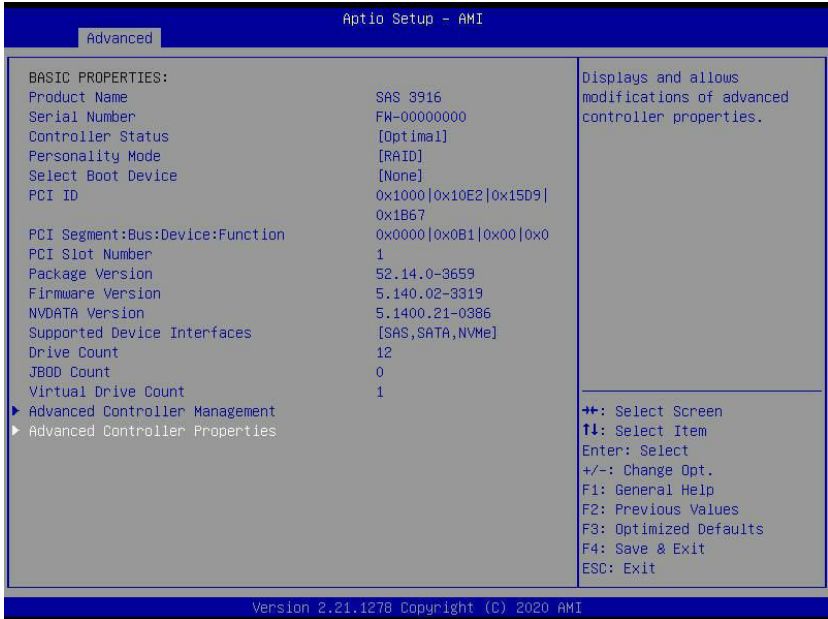 Aptio Setup – AMI
Advanced
BASIC PROPERTIES:
Product Name SAS 3916
Serial Number FW-00000000
Controller Status [Optimal]
Personality Mode [RAID]
Select Boot Device [None]
PCI ID 0x1000|0x10E2|0x15D9|
0x1B67
PCI Segment:Bus:Device:Function 0x0000|0x0B1|0x00|0x0
PCI Slot Number 1
Package Version 52.14.0-3659
Firmware Version 5.140.02-3319
NVDATA Version 5.1400.21-0386
Supported Device Interfaces [SAS,SATA,NVMe]
Drive Count 12
JBOD Count 0
Virtual Drive Count 1
Advanced Controller Management
Advanced Controller Properties
Displays and allows
modifications of advanced
controller properties.
→←: Select Screen
↑↓: Select Item
Enter: Select
+/-: Change Opt.
F1: General Help
F2: Previous Values
F3: Optimized Defaults
F4: Save & Exit
ESC: Exit
Version 2.21.1278 Copyright (C) 2020 AMI